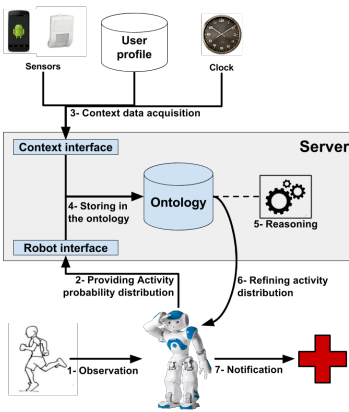 User
profile
Sensors
Clock
3- Context data acquisition
Context interface
Server
4- Storing in
the ontology
Ontology
5- Reasoning
Robot interface
2- Providing Activity
probability distribution
6- Refining activity
distribution
1- Observation
7- Notification